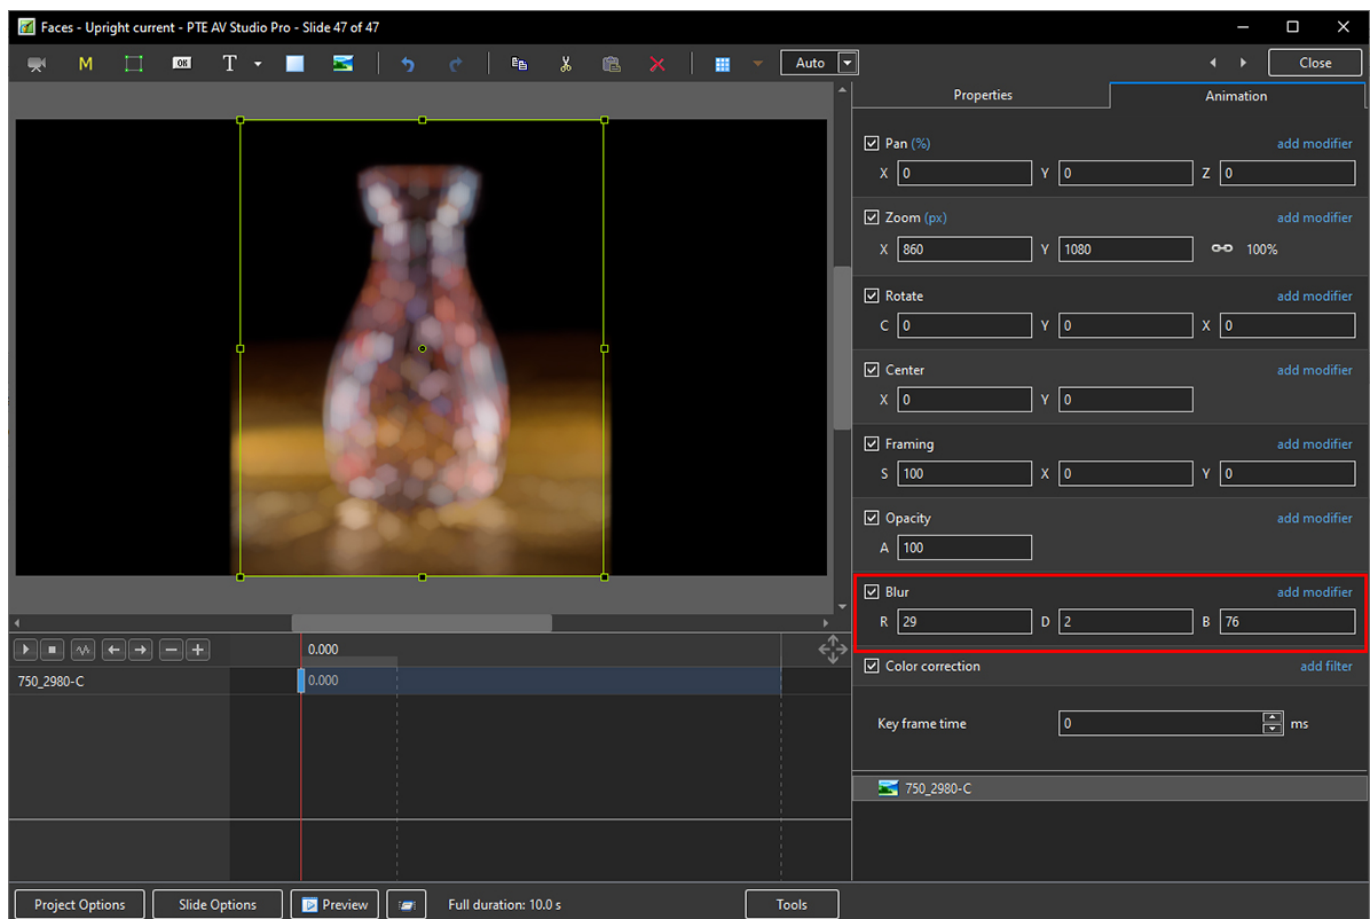 Faces - Upright current - PTE AV Studio Pro - Slide 47 of 47
M OK T Auto Close
Properties Animation
Pan (%) add modifier
X 0 Y 0 Z 0
Zoom (px) add modifier
X 860 Y 1080 100%
Rotate add modifier
C 0 Y 0 X 0
Center add modifier
X 0 Y 0
Framing add modifier
S 100 X 0 Y 0
Opacity add modifier
A 100
Blur add modifier
R 29 D 2 B 76
Color correction add filter
Key frame time 0 ms
750_2980-C
0.000
750_2980-C 0.000
Project Options Slide Options Preview Full duration: 10.0 s Tools